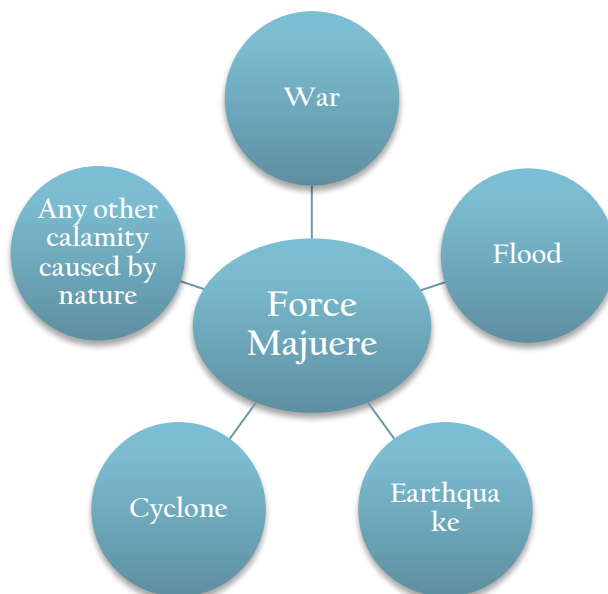 War
Any other
calamity
caused by
nature
Flood
Force
Majuere
Cyclone
Earthqua
ke